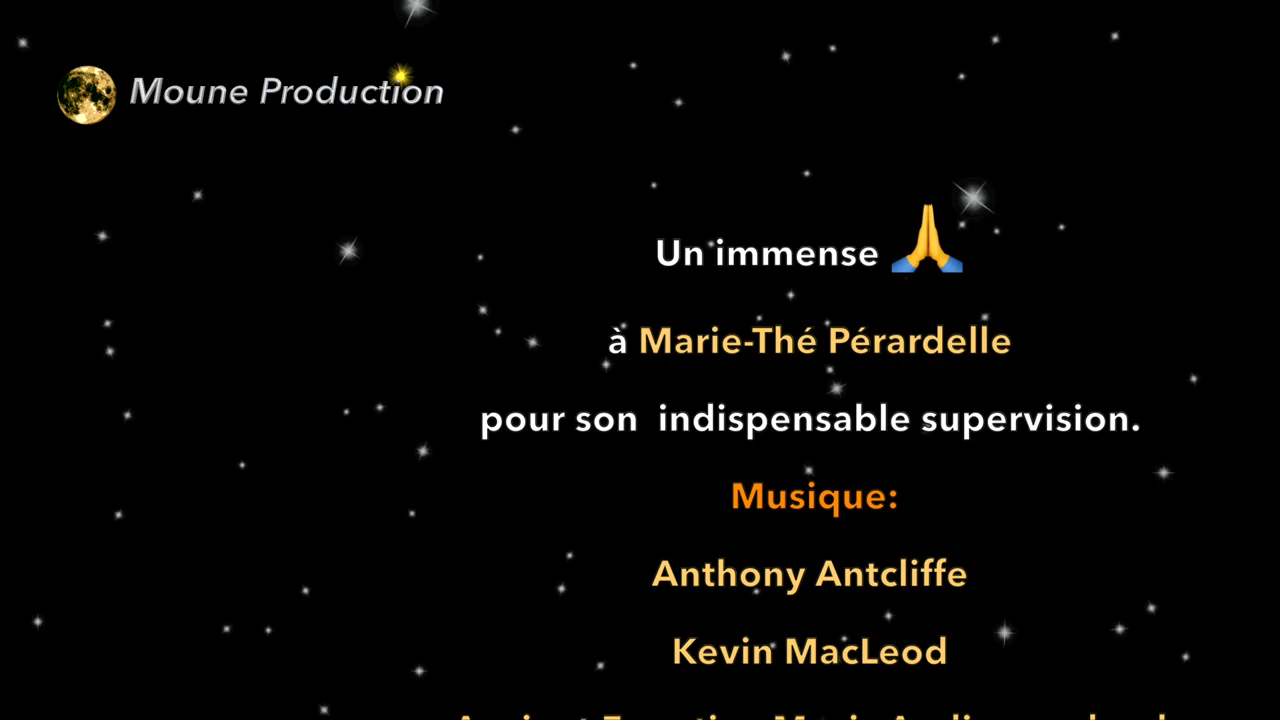 Moune Production
Un immense 🙏
à Marie-Thé Pérardelle
pour son  indispensable supervision.
Musique:
Anthony Antcliffe
Kevin MacLeod